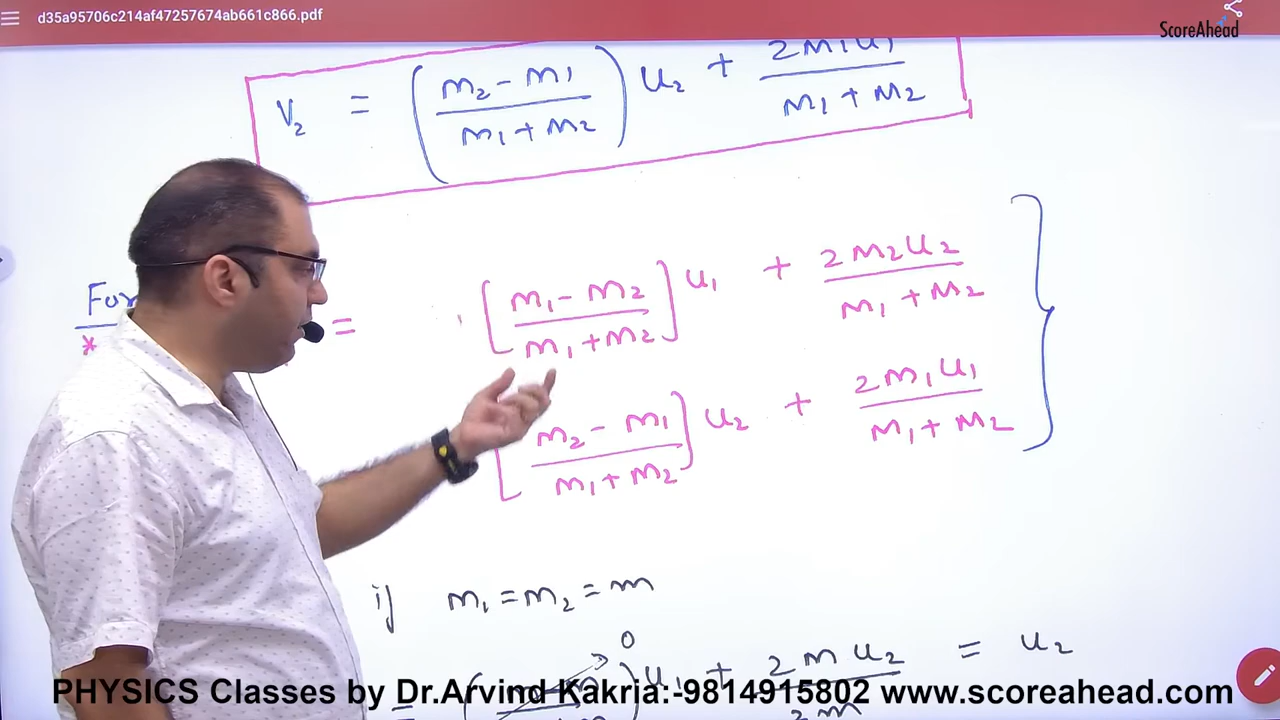 d35a95706c214af47257674ab661c866.pdf
ScoreAhead
V₂ = ((m₂ - m₁)/(m₁ + m₂)) u₂ + 2m₁u₁/(m₁ + m₂)
For
* = [(m₁ - m₂)/(m₁ + m₂)] u₁ + 2m₂u₂/(m₁ + m₂)
[(m₂ - m₁)/(m₁ + m₂)] u₂ + 2m₁u₁/(m₁ + m₂) }
if m₁ = m₂ = m
0
= ( ) u₁ + 2mu₂/2m = u₂
PHYSICS Classes by Dr.Arvind Kakria:-9814915802 www.scoreahead.com